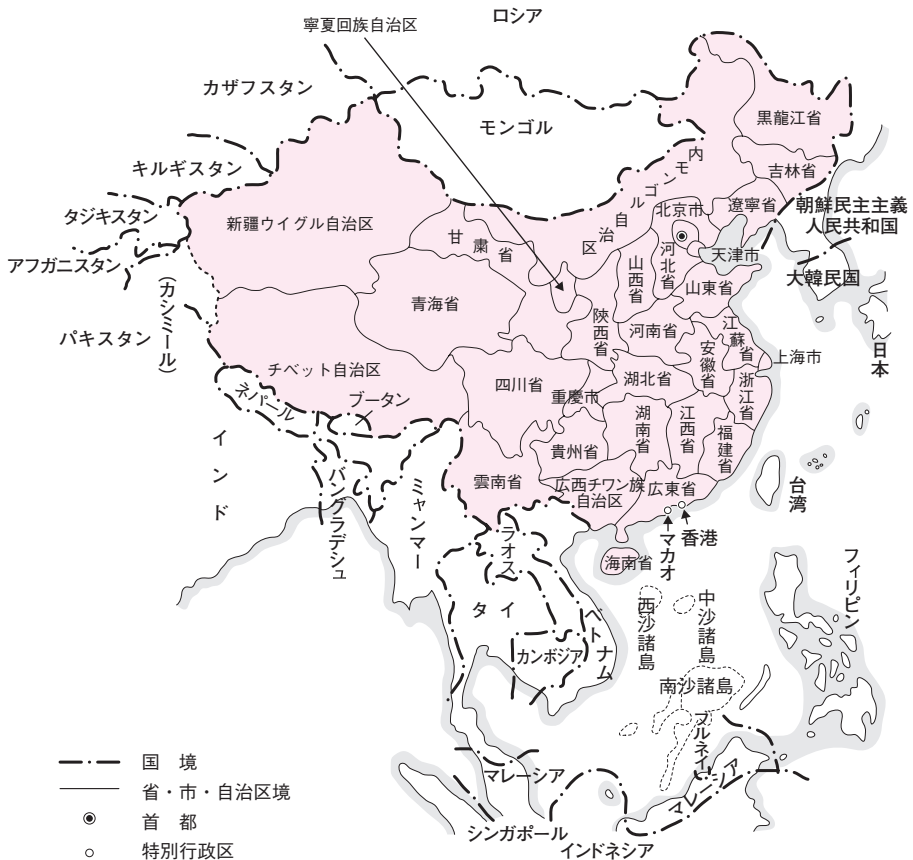 ロシア
寧夏回族自治区
カザフスタン
モンゴル
黒龍江省
内モンゴル自治区
吉林省
キルギスタン
遼寧省
朝鮮民主主義
人民共和国
北京市
タジキスタン
新疆ウイグル自治区
甘粛省
河北省
天津市
アフガニスタン
大韓民国
山西省
山東省
(カシミール)
青海省
陝西省
河南省
江蘇省
パキスタン
安徽省
上海市
日本
チベット自治区
四川省
重慶市
湖北省
浙江省
ネパール
ブータン
湖南省
江西省
福建省
インド
貴州省
雲南省
広西チワン族
自治区
広東省
台湾
バングラデシュ
ミャンマー
ラオス
香港
マカオ
海南省
フィリピン
タイ
ベトナム
西沙諸島
中沙諸島
カンボジア
南沙諸島
ブルネイ
マレーシア
マレーシア
シンガポール
インドネシア
国境
省・市・自治区境
首都
特別行政区